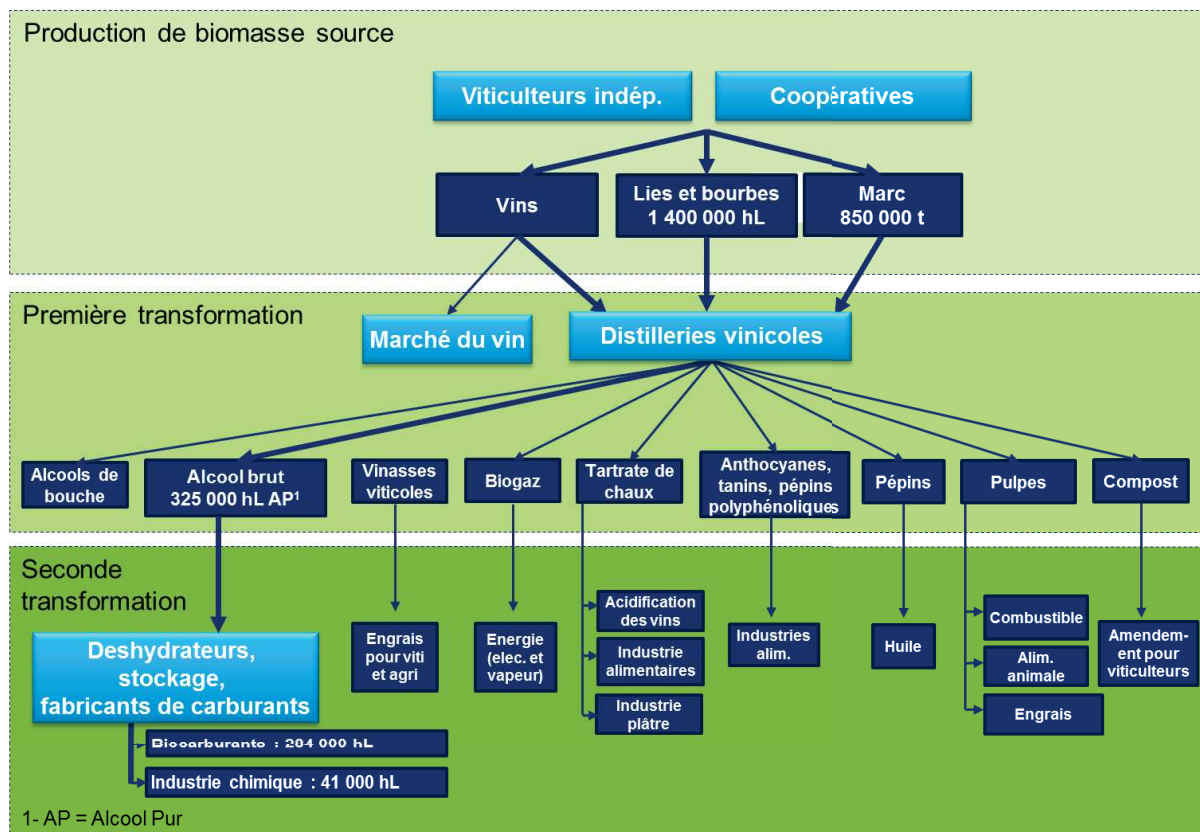 Production de biomasse source
Viticulteurs indép.
Coopératives
Vins
Lies et bourbes
1 400 000 hL
Marc
850 000 t
Première transformation
Marché du vin
Distilleries vinicoles
Alcools de
bouche
Alcool brut
325 000 hL AP¹
Vinasses
viticoles
Biogaz
Tartrate de
chaux
Anthocyanes,
tanins, pépins
polyphénoliques
Pépins
Pulpes
Compost
Seconde
transformation
Deshydrateurs,
stockage,
fabricants de carburants
Engrais
pour viti
et agri
Energie
(elec. et
vapeur)
Acidification
des vins
Industrie
alimentaires
Industrie
plâtre
Industries
alim.
Huile
Combustible
Alim.
animale
Engrais
Amendem-
ent pour
viticulteurs
Biocarburants : 284 000 hL
Industrie chimique : 41 000 hL
1- AP = Alcool Pur